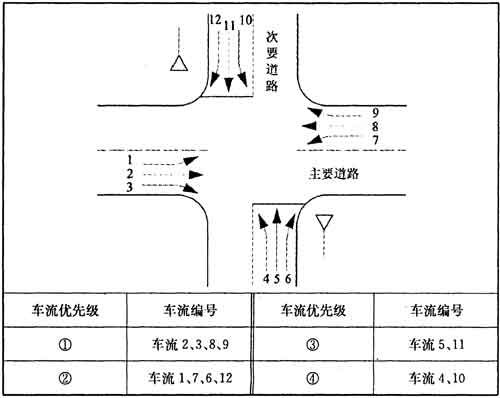 12 11 10
次要道路
9
8
7
1
2
3
主要道路
4 5 6
车流优先级 车流编号 车流优先级 车流编号
① 车流 2、3、8、9 ③ 车流 5、11
② 车流 1、7、6、12 ④ 车流 4、10